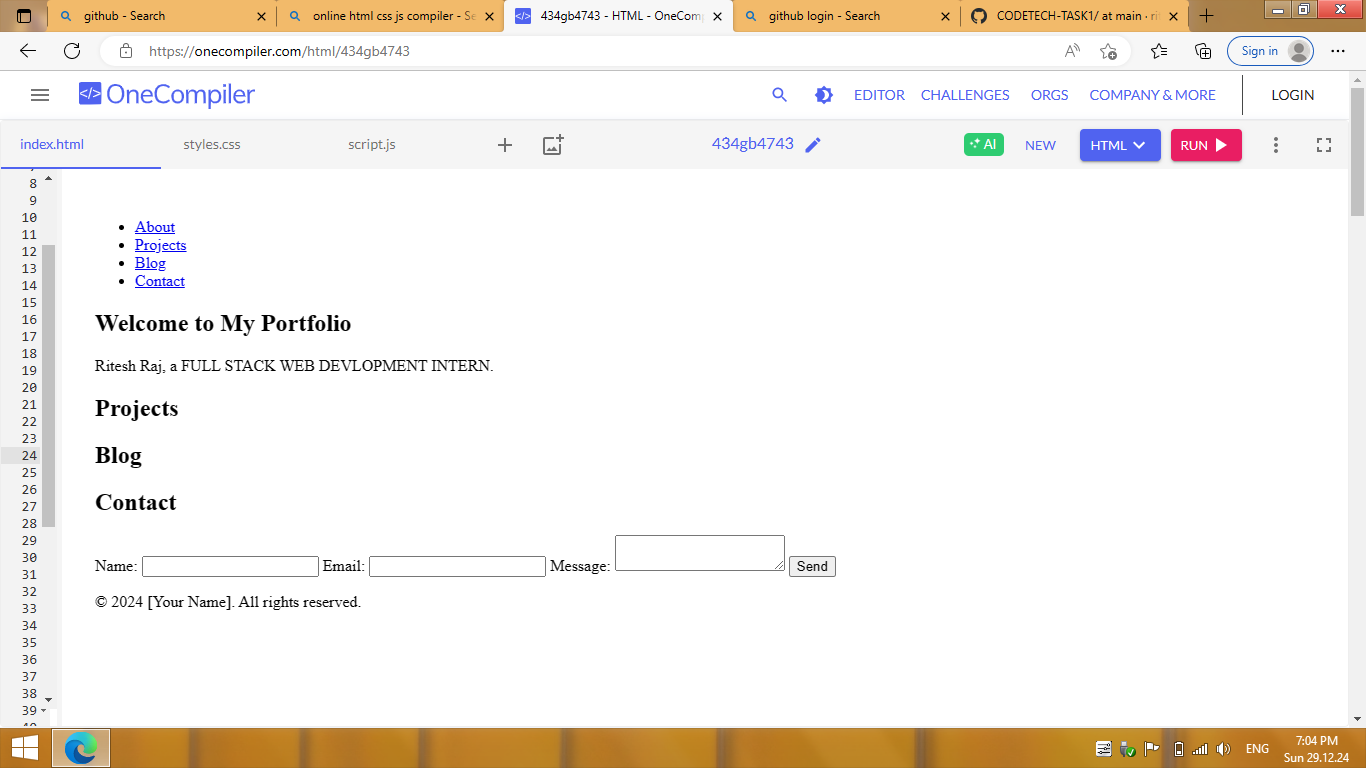 github - Search
online html css js compiler - Se
434gb4743 - HTML - OneComp
github login - Search
CODETECH-TASK1/ at main · ri
https://onecompiler.com/html/434gb4743
Sign in
</> OneCompiler
EDITOR CHALLENGES ORGS COMPANY & MORE LOGIN
index.html styles.css script.js
434gb4743
AI NEW HTML RUN
8
9
10
11
12
13
14
15
16
17
18
19
20
21
22
23
24
25
26
27
28
29
30
31
32
33
34
35
36
37
38
39
• About
• Projects
• Blog
• Contact
Welcome to My Portfolio
Ritesh Raj, a FULL STACK WEB DEVLOPMENT INTERN.
Projects
Blog
Contact
Name: Email: Message: Send
© 2024 [Your Name]. All rights reserved.
ENG
7:04 PM
Sun 29.12.24